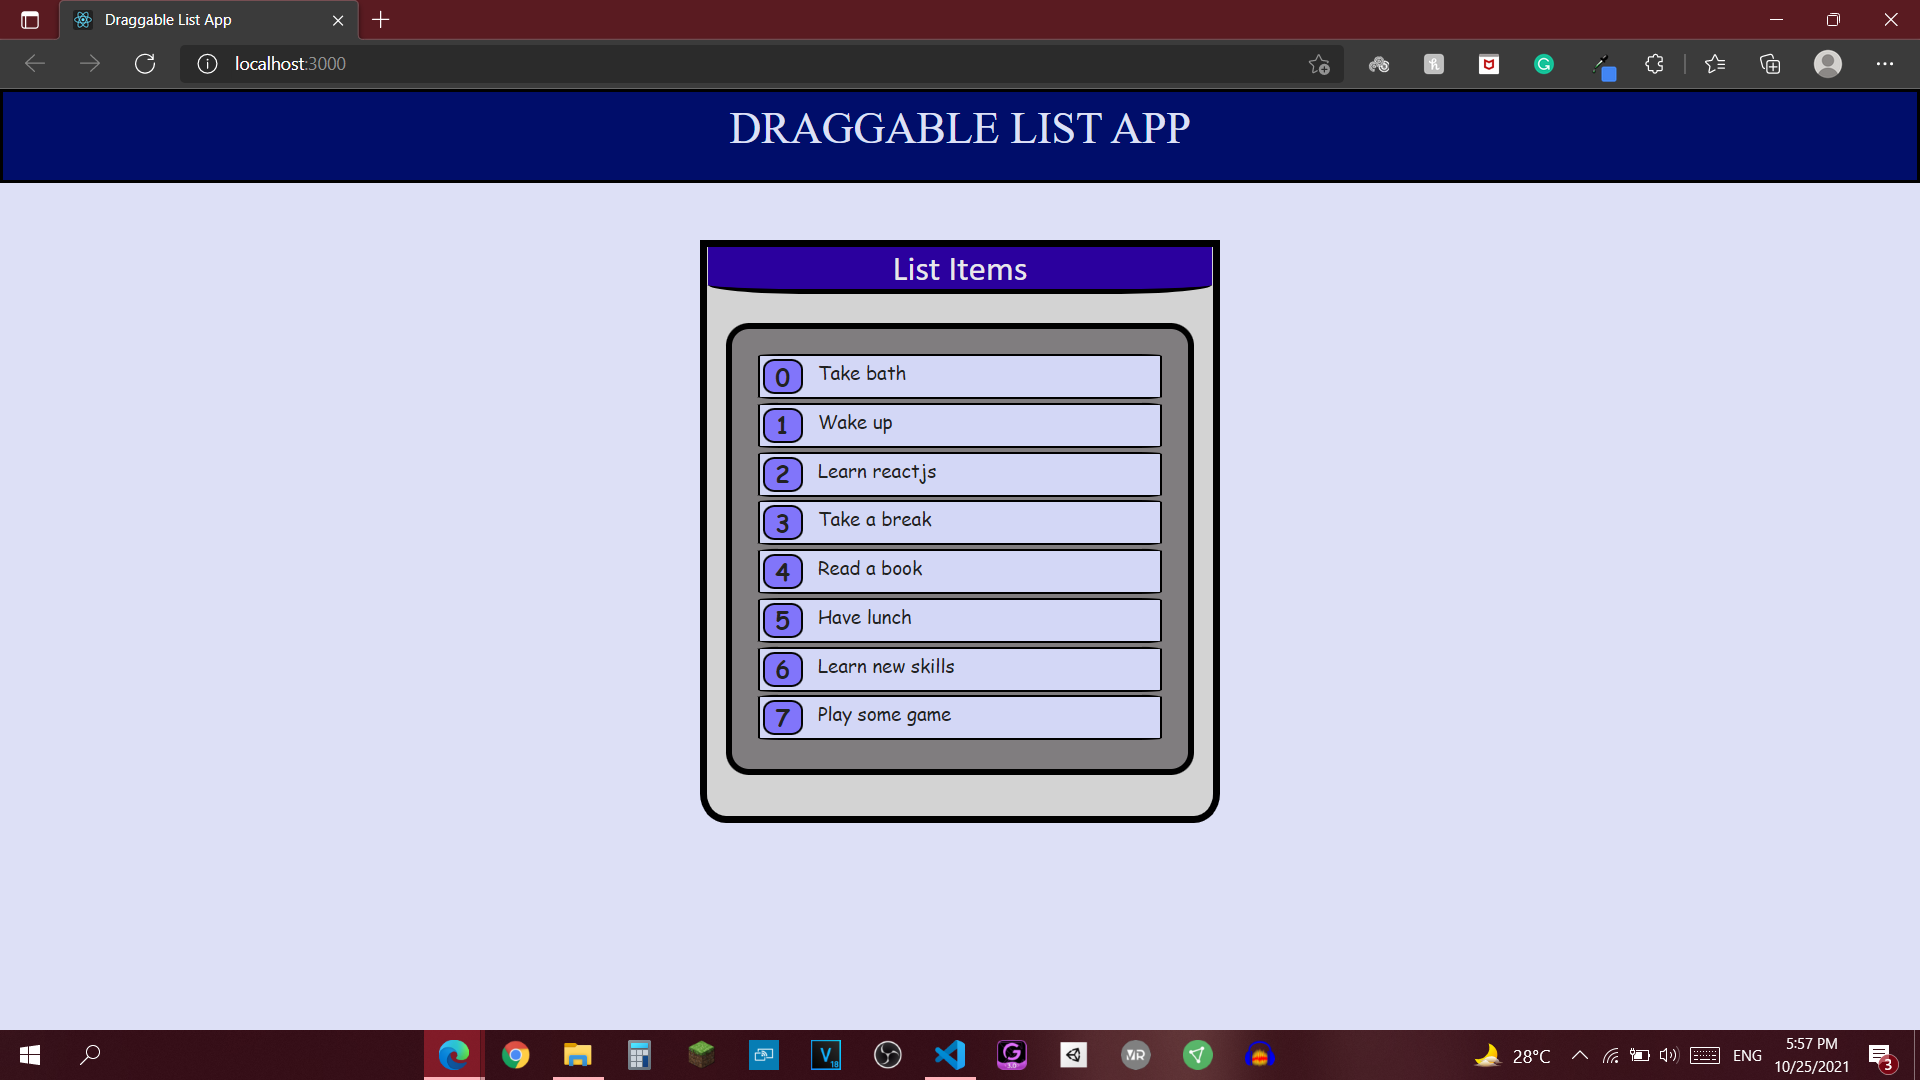 Draggable List App
localhost:3000
DRAGGABLE LIST APP
List Items
0 Take bath
1 Wake up
2 Learn reactjs
3 Take a break
4 Read a book
5 Have lunch
6 Learn new skills
7 Play some game
28°C
ENG
5:57 PM
10/25/2021
3